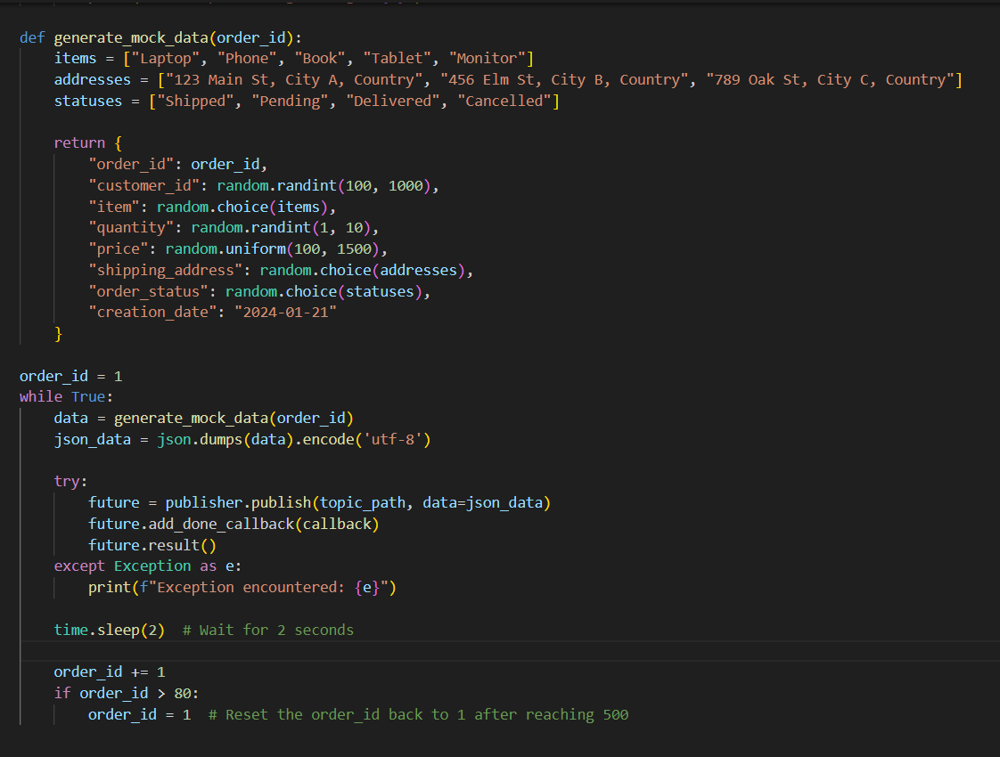 def generate_mock_data(order_id):
    items = ["Laptop", "Phone", "Book", "Tablet", "Monitor"]
    addresses = ["123 Main St, City A, Country", "456 Elm St, City B, Country", "789 Oak St, City C, Country"]
    statuses = ["Shipped", "Pending", "Delivered", "Cancelled"]

    return {
        "order_id": order_id,
        "customer_id": random.randint(100, 1000),
        "item": random.choice(items),
        "quantity": random.randint(1, 10),
        "price": random.uniform(100, 1500),
        "shipping_address": random.choice(addresses),
        "order_status": random.choice(statuses),
        "creation_date": "2024-01-21"
    }

order_id = 1
while True:
    data = generate_mock_data(order_id)
    json_data = json.dumps(data).encode('utf-8')

    try:
        future = publisher.publish(topic_path, data=json_data)
        future.add_done_callback(callback)
        future.result()
    except Exception as e:
        print(f"Exception encountered: {e}")

    time.sleep(2)  # Wait for 2 seconds

    order_id += 1
    if order_id > 80:
        order_id = 1  # Reset the order_id back to 1 after reaching 500